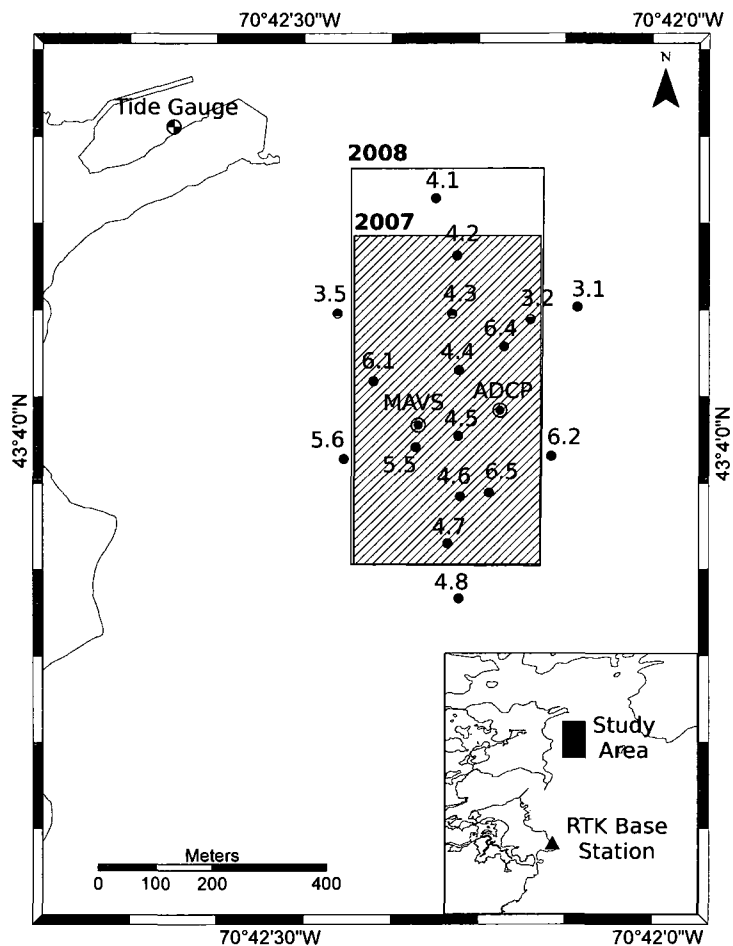 70°42'30"W 70°42'0"W
N
Tide Gauge
2008
4.1
2007
4.2
3.5 4.3 3.2 3.1
6.4
6.1 4.4
MAVS ADCP
43°4'0"N 43°4'0"N
4.5
5.6 5.5 6.2
4.6 6.5
4.7
4.8
Study
Area
RTK Base
Station
Meters
0 100 200 400
70°42'30"W 70°42'0"W